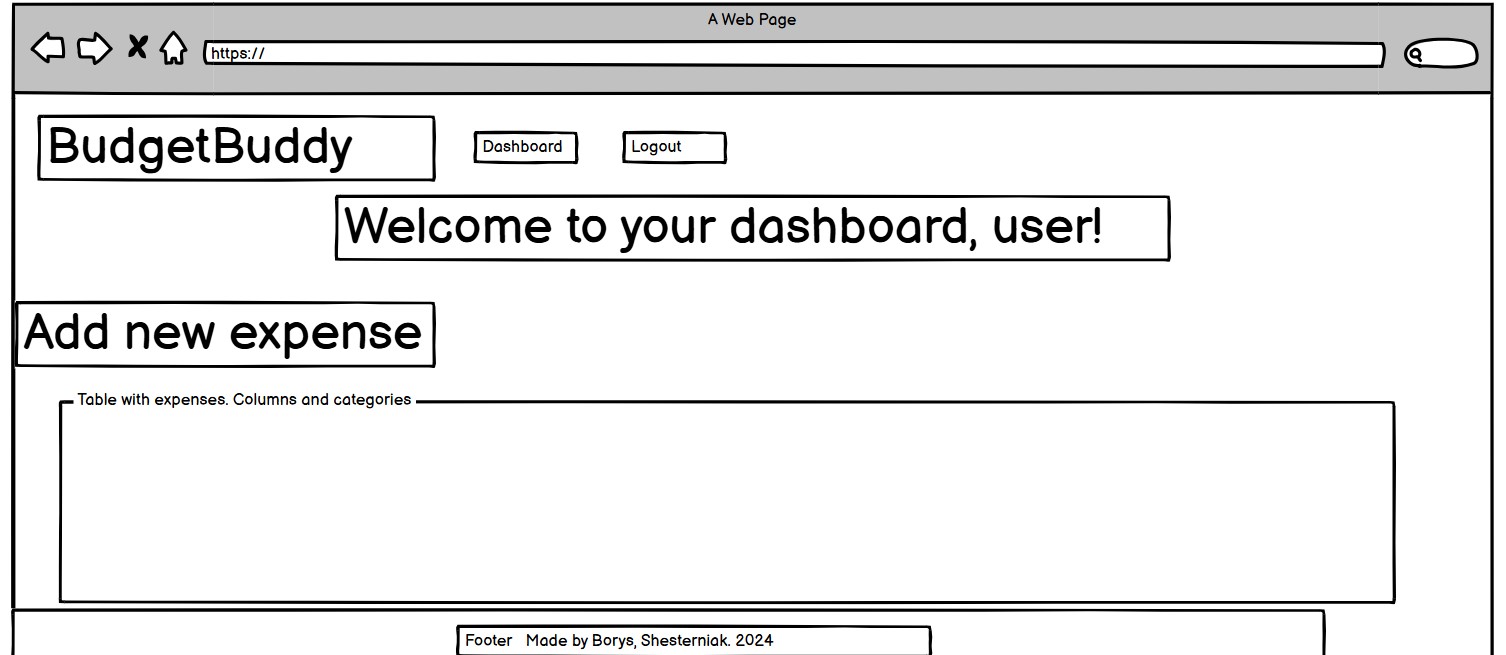 A Web Page
https://
BudgetBuddy
Dashboard
Logout
Welcome to your dashboard, user!
Add new expense
Table with expenses. Columns and categories
Footer Made by Borys, Shesterniak. 2024